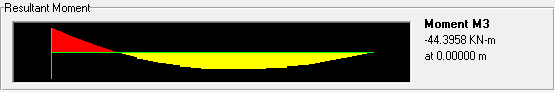 Resultant Moment
Moment M3
-44.3958 KN-m
at 0.00000 m